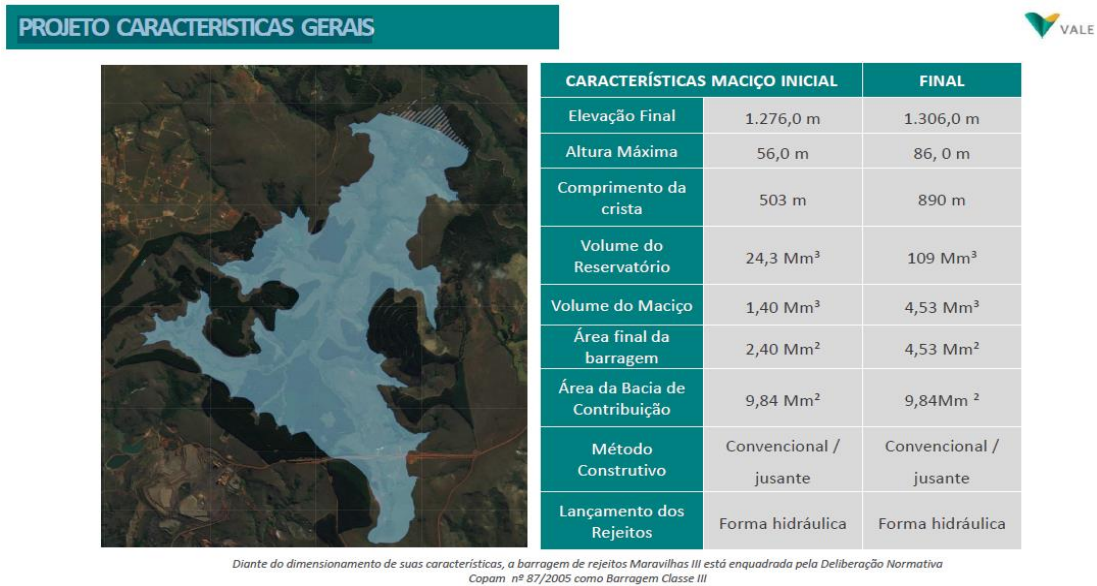 PROJETO CARACTERISTICAS GERAIS
VALE
CARACTERÍSTICAS MACIÇO INICIAL FINAL
Elevação Final 1.276,0 m 1.306,0 m
Altura Máxima 56,0 m 86, 0 m
Comprimento da
crista 503 m 890 m
Volume do
Reservatório 24,3 Mm³ 109 Mm³
Volume do Maciço 1,40 Mm³ 4,53 Mm³
Área final da
barragem 2,40 Mm² 4,53 Mm²
Área da Bacia de
Contribuição 9,84 Mm² 9,84Mm ²
Método
Construtivo
Convencional /
jusante
Convencional /
jusante
Lançamento dos
Rejeitos Forma hidráulica Forma hidráulica
Diante do dimensionamento de suas características, a barragem de rejeitos Maravilhas III está enquadrada pela Deliberação Normativa
Copam nº 87/2005 como Barragem Classe III